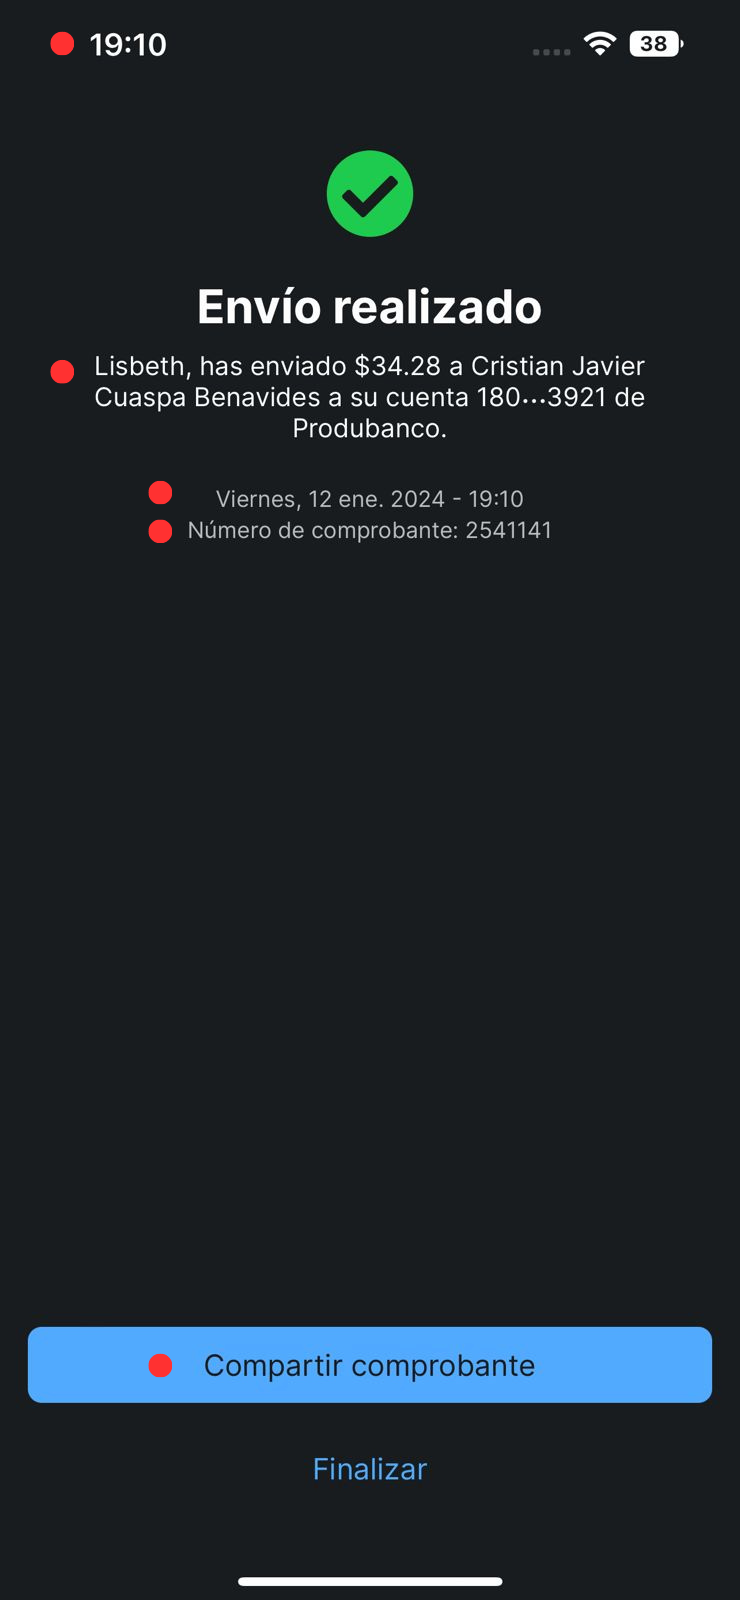 19:10
38
Envío realizado
Lisbeth, has enviado $34.28 a Cristian Javier
Cuaspa Benavides a su cuenta 180•••3921 de
Produbanco.
Viernes, 12 ene. 2024 - 19:10
Número de comprobante: 2541141
Compartir comprobante
Finalizar